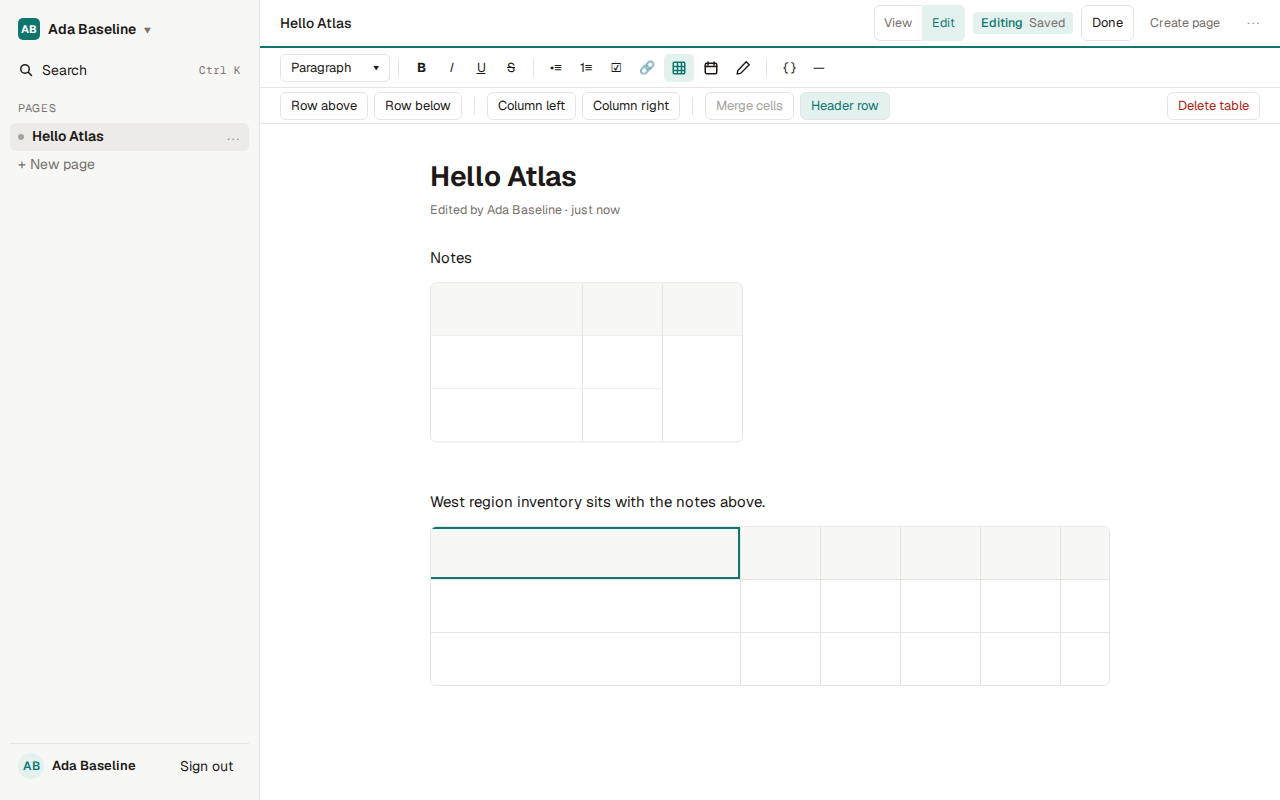 AB Ada Baseline ▾
Search Ctrl K
PAGES
Hello Atlas ...
+ New page
AB Ada Baseline Sign out
Hello Atlas View Edit Editing Saved Done Create page ...
Paragraph ▾ B I U S •≡ 1≡ ☑ 🔗 {} —
Row above Row below Column left Column right Merge cells Header row Delete table
Hello Atlas
Edited by Ada Baseline · just now
Notes
West region inventory sits with the notes above.